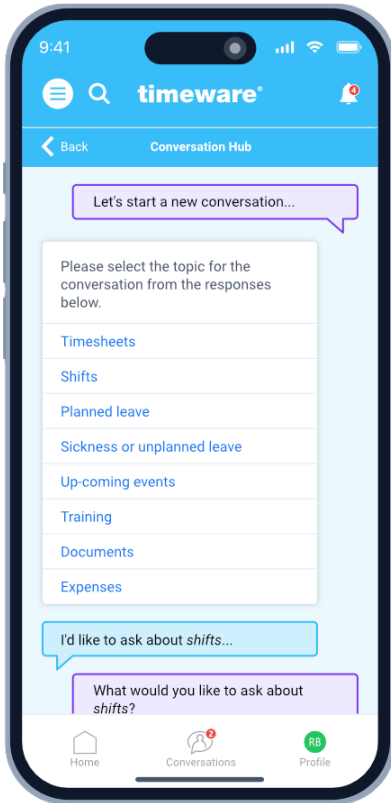 9:41
timeware®
4
Back
Conversation Hub
Let's start a new conversation...
Please select the topic for the
conversation from the responses
below.
Timesheets
Shifts
Planned leave
Sickness or unplanned leave
Up-coming events
Training
Documents
Expenses
I'd like to ask about shifts...
What would you like to ask about
shifts?
2
RB
Home
Conversations
Profile